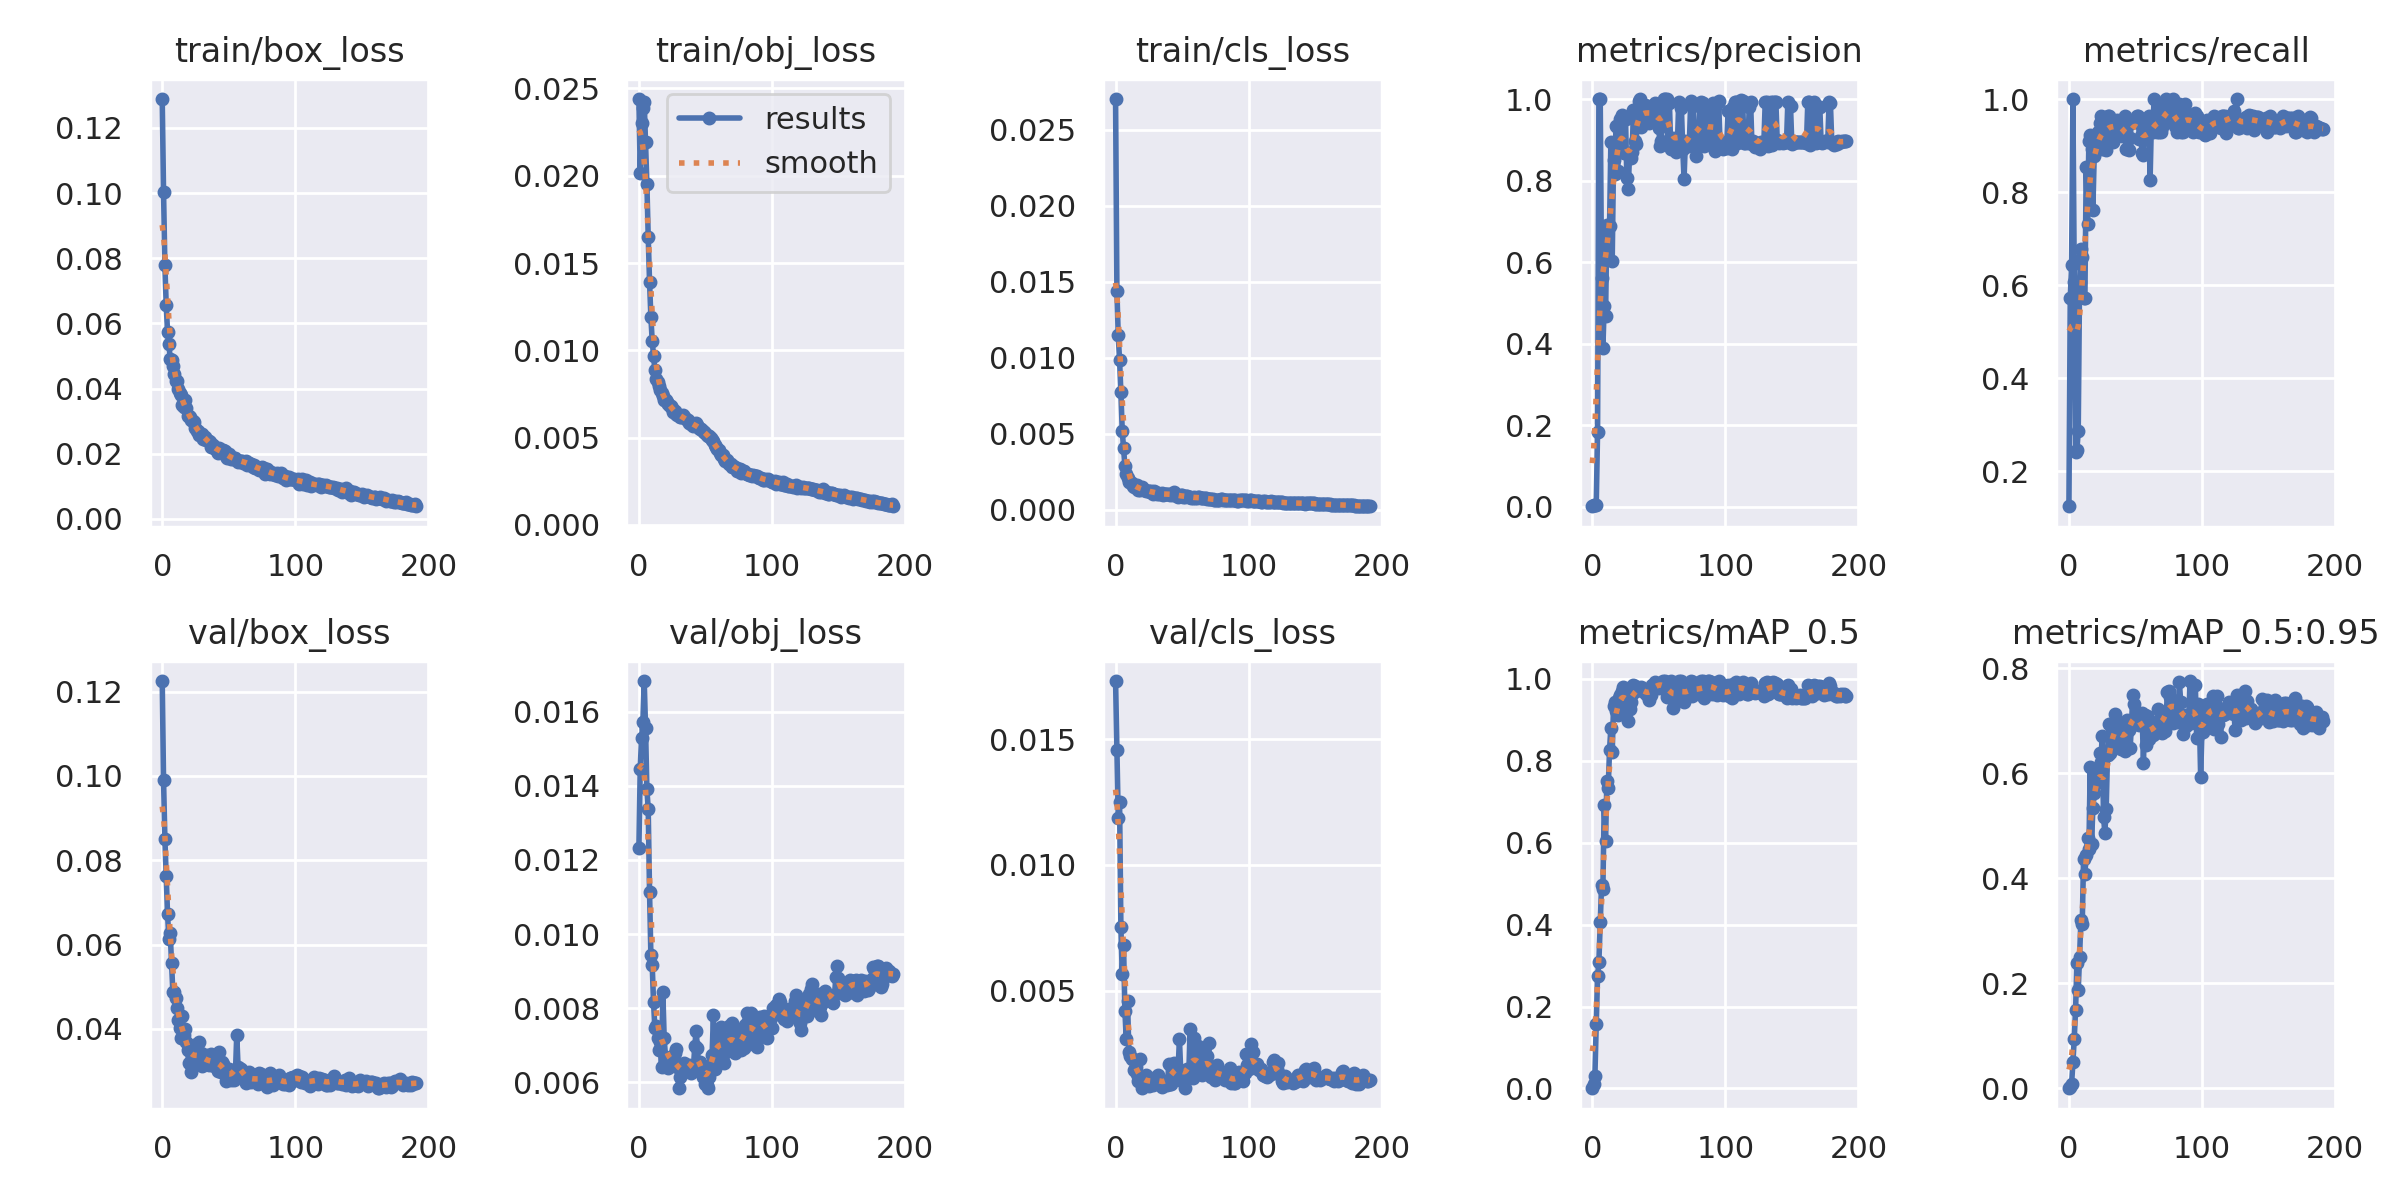 train/box_loss
0.12
0.10
0.08
0.06
0.04
0.02
0.00
0 100 200
train/obj_loss
results
smooth
0.025
0.020
0.015
0.010
0.005
0.000
0 100 200
train/cls_loss
0.025
0.020
0.015
0.010
0.005
0.000
0 100 200
metrics/precision
1.0
0.8
0.6
0.4
0.2
0.0
0 100 200
metrics/recall
1.0
0.8
0.6
0.4
0.2
0 100 200
val/box_loss
0.12
0.10
0.08
0.06
0.04
0 100 200
val/obj_loss
0.016
0.014
0.012
0.010
0.008
0.006
0 100 200
val/cls_loss
0.015
0.010
0.005
0 100 200
metrics/mAP_0.5
1.0
0.8
0.6
0.4
0.2
0.0
0 100 200
metrics/mAP_0.5:0.95
0.8
0.6
0.4
0.2
0.0
0 100 200